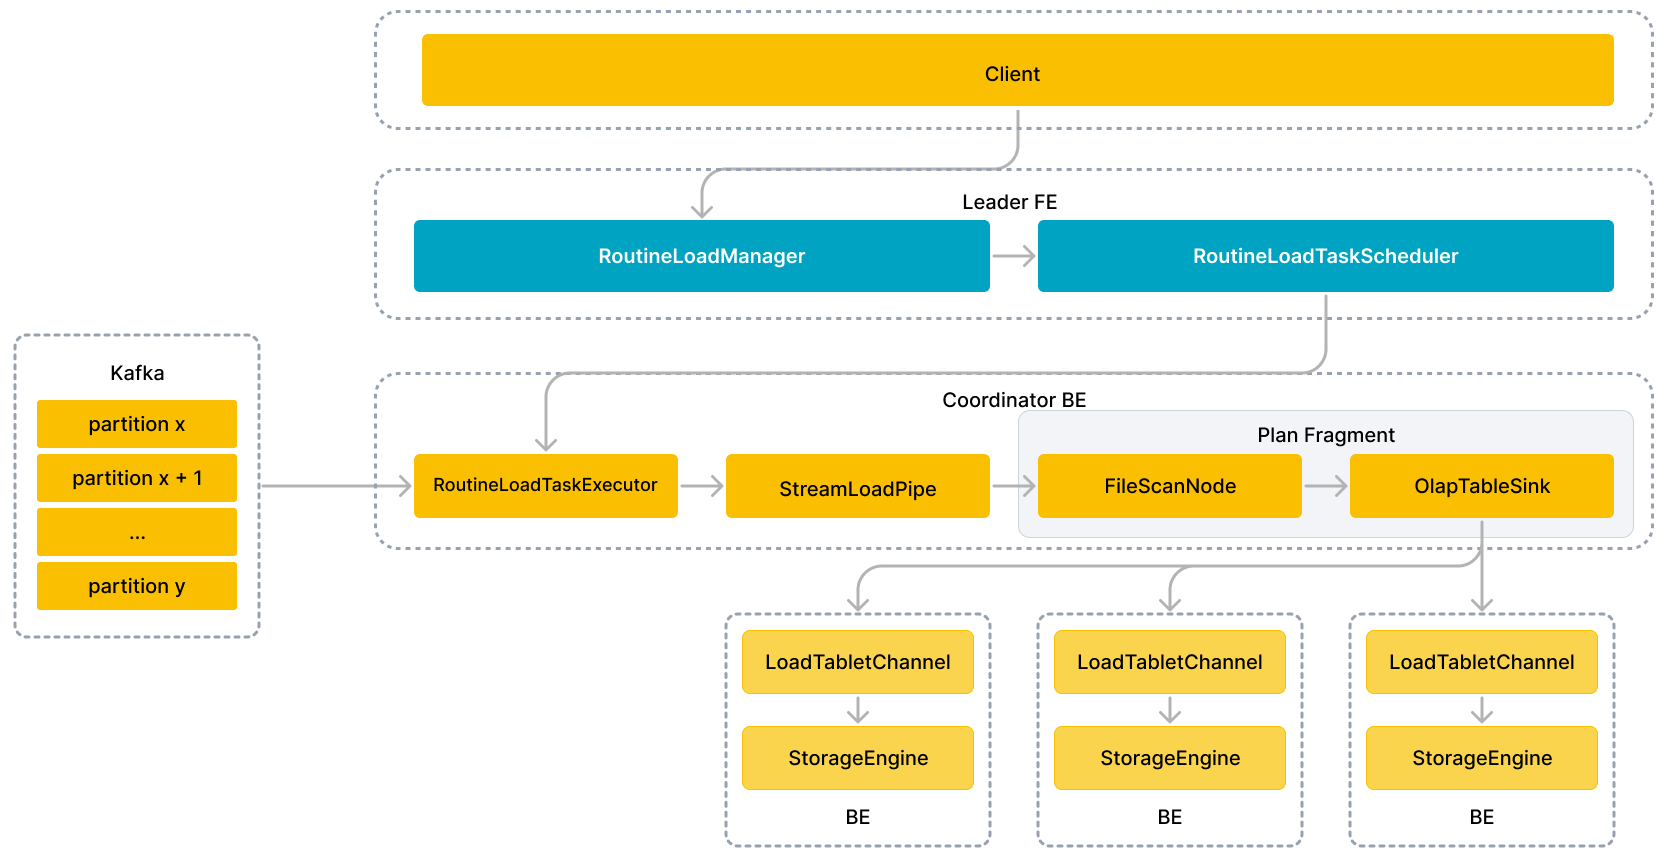 Client
Leader FE
RoutineLoadManager
RoutineLoadTaskScheduler
Kafka
partition x
partition x + 1
...
partition y
Coordinator BE
Plan Fragment
RoutineLoadTaskExecutor
StreamLoadPipe
FileScanNode
OlapTableSink
LoadTabletChannel
StorageEngine
BE
LoadTabletChannel
StorageEngine
BE
LoadTabletChannel
StorageEngine
BE